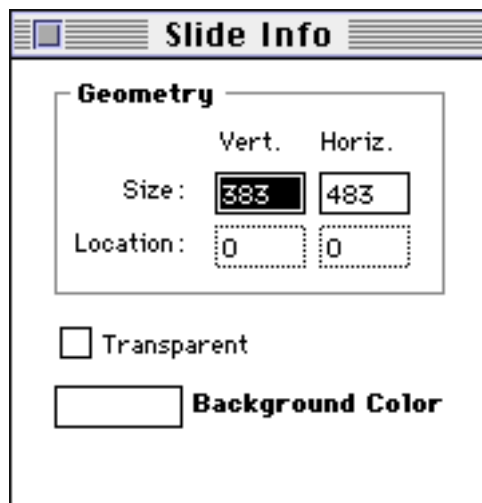 Slide Info
Geometry
Vert. Horiz.
Size: 383 483
Location: 0 0
Transparent
Background Color